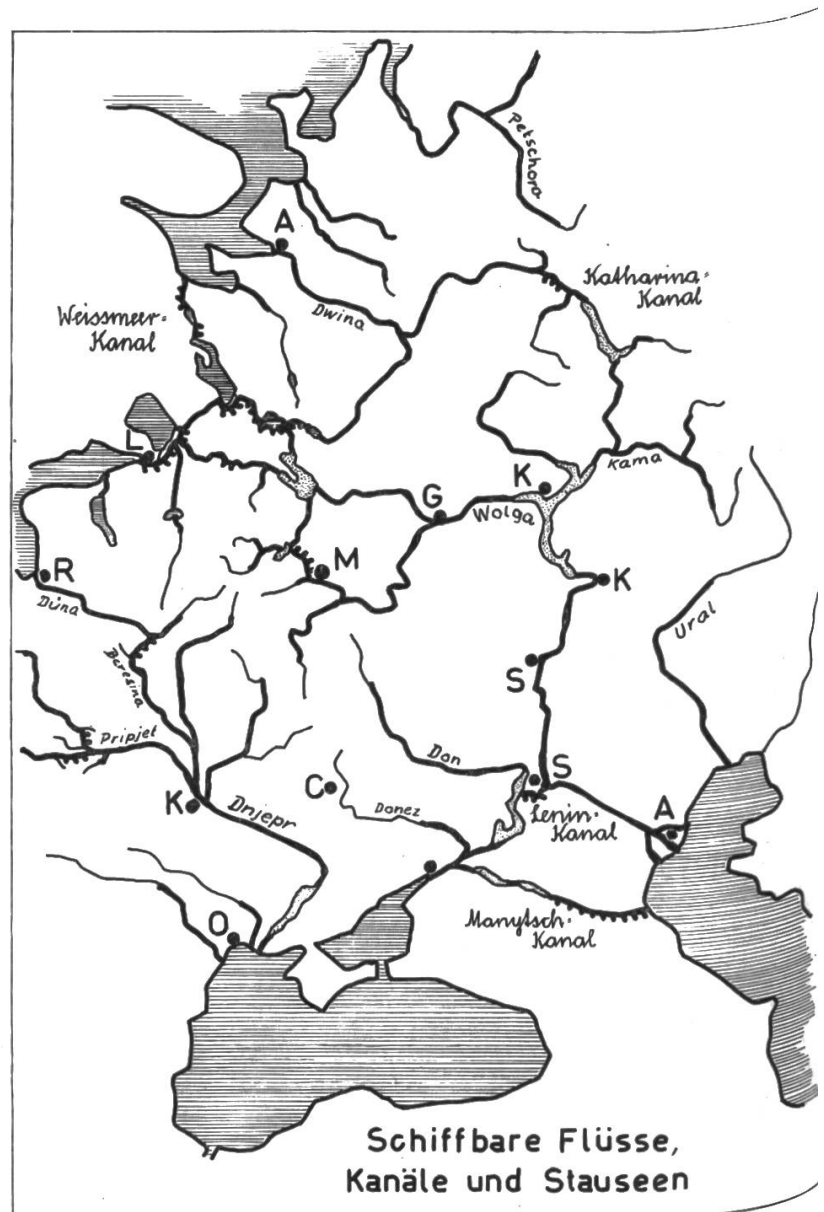 Petschora
A
Katharina-
Kanal
Weissmeer-
Kanal
Dwina
L
K
Kama
G
Wolga
R
M
K
Düna
Ural
Beresina
S
Pripjet
Don
S
K
C
Dnjepr
Donez
Lenin-
Kanal
A
Manytsch-
Kanal
O
Schiffbare Flüsse,
Kanäle und Stauseen